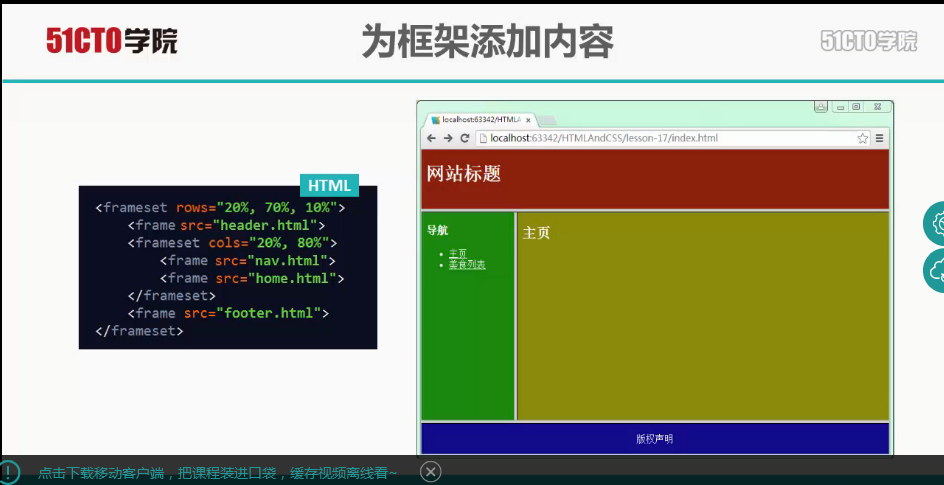 51CTO学院
为框架添加内容
51CTO学院
HTML
<frameset rows="20%, 70%, 10%">
<frame src="header.html">
<frameset cols="20%, 80%">
<frame src="nav.html">
<frame src="home.html">
</frameset>
<frame src="footer.html">
</frameset>
localhost:63342/HTMLA
localhost:63342/HTMLAndCSS/lesson-17/index.html
网站标题
导航
主页
美食列表
主页
版权声明
点击下载移动客户端，把课程装进口袋，缓存视频离线看~